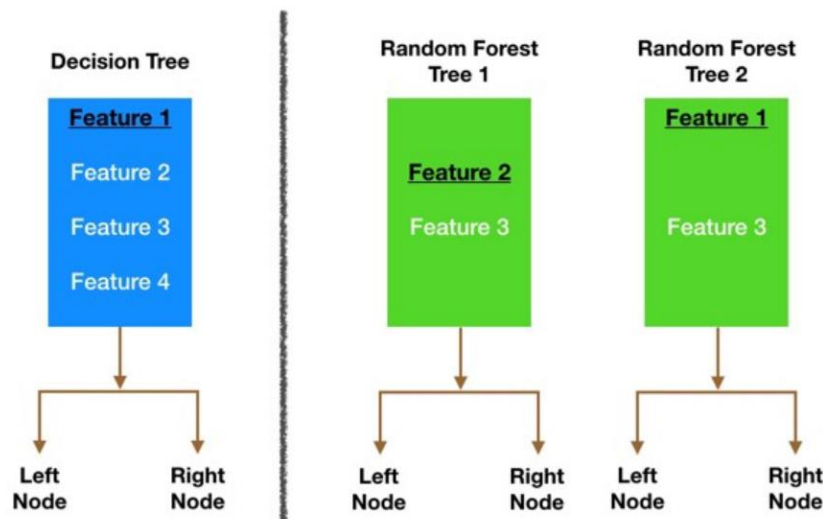 Decision Tree
Feature 1
Feature 2
Feature 3
Feature 4
Left
Node
Right
Node
Random Forest
Tree 1
Feature 2
Feature 3
Left
Node
Right
Node
Random Forest
Tree 2
Feature 1
Feature 3
Left
Node
Right
Node